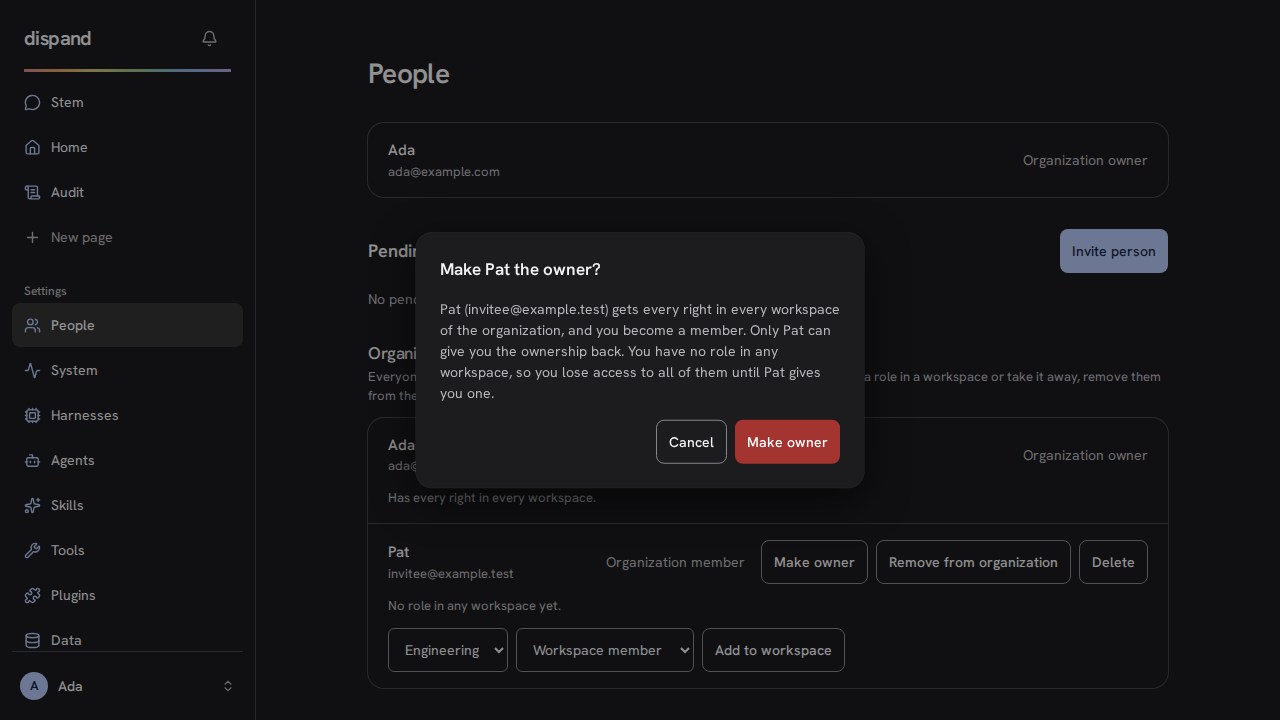 dispand
Stem
Home
Audit
New page
Settings
People
System
Harnesses
Agents
Skills
Tools
Plugins
Data
A Ada
People
Ada
ada@example.com
Organization owner
Invite person
No
Make Pat the owner?
Pat (invitee@example.test) gets every right in every workspace
of the organization, and you become a member. Only Pat can
give you the ownership back. You have no role in any
workspace, so you lose access to all of them until Pat gives
you one.
Cancel Make owner
a role in a workspace or take it away, remove them
from the
Ada
Organization owner
Has every right in every workspace.
Pat
invitee@example.test
Organization member Make owner Remove from organization Delete
No role in any workspace yet.
Engineering Workspace member Add to workspace